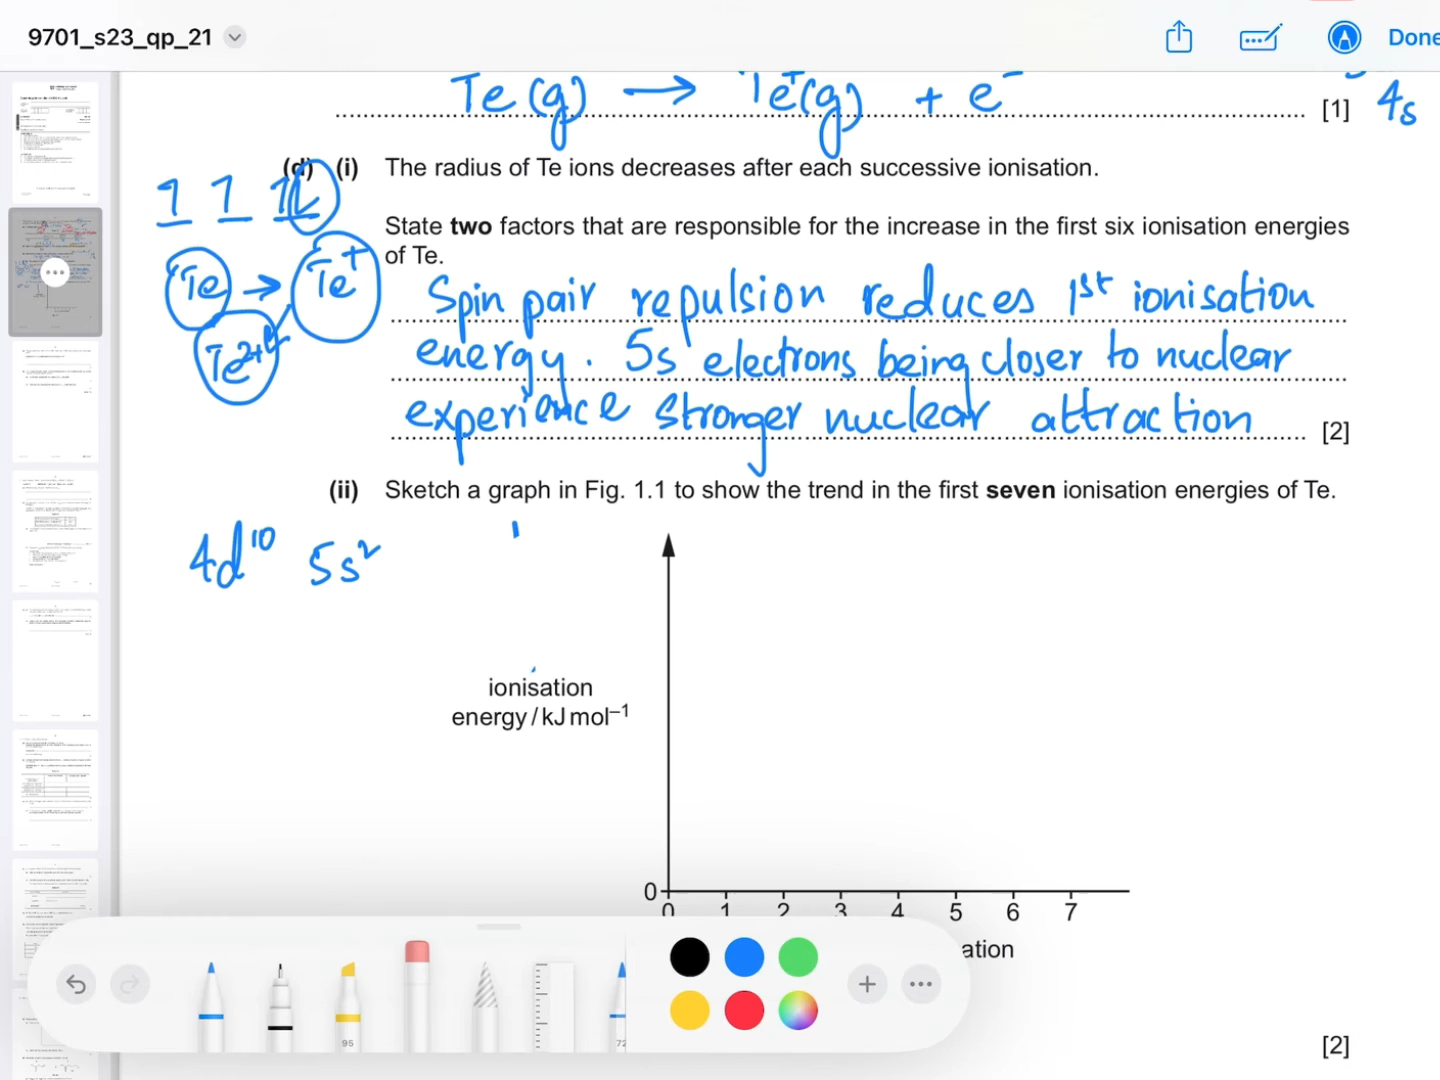 9701_s23_qp_21
Done
Te(g) → Te⁺(g) + e⁻
[1]
4s
(d) (i) The radius of Te ions decreases after each successive ionisation.
1 1 1L
State two factors that are responsible for the increase in the first six ionisation energies
of Te.
Te → Te⁺
Te²⁺
Spin pair repulsion reduces 1st ionisation
energy. 5s electrons being closer to nuclear
experience stronger nuclear attraction
[2]
(ii) Sketch a graph in Fig. 1.1 to show the trend in the first seven ionisation energies of Te.
4d¹⁰ 5s²
ionisation
energy / kJ mol⁻¹
0
0 1 2 3 4 5 6 7
ation
95
72
[2]